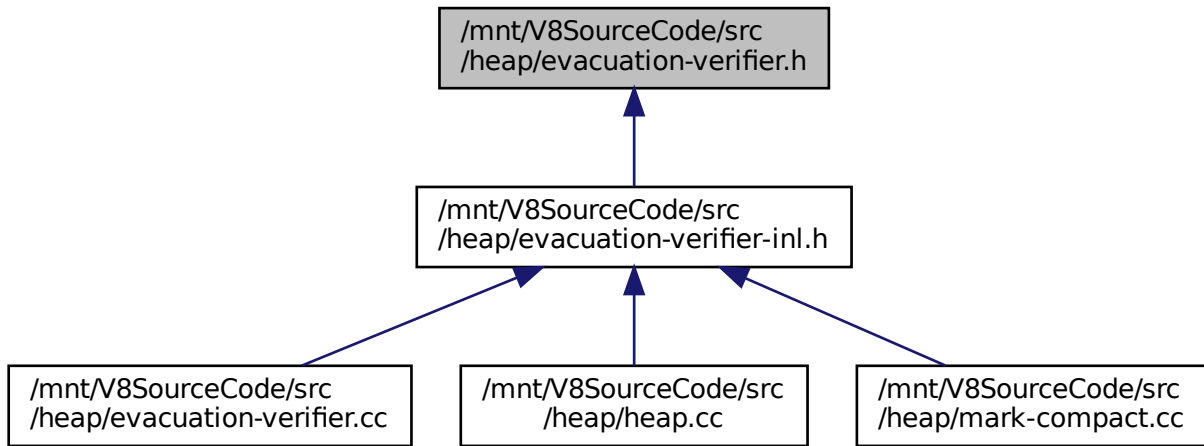 /mnt/V8SourceCode/src
/heap/evacuation-verifier.h
/mnt/V8SourceCode/src
/heap/evacuation-verifier-inl.h
/mnt/V8SourceCode/src
/heap/evacuation-verifier.cc
/mnt/V8SourceCode/src
/heap/heap.cc
/mnt/V8SourceCode/src
/heap/mark-compact.cc